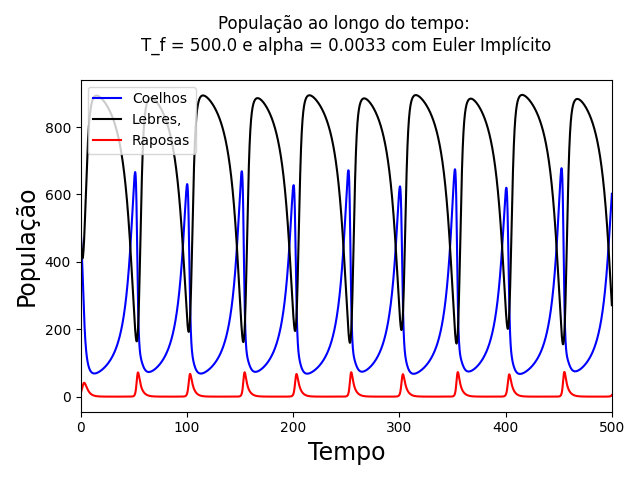 População ao longo do tempo:
T_f = 500.0 e alpha = 0.0033 com Euler Implícito
Coelhos
Lebres,
Raposas
População
800
600
400
200
0
0 100 200 300 400 500
Tempo